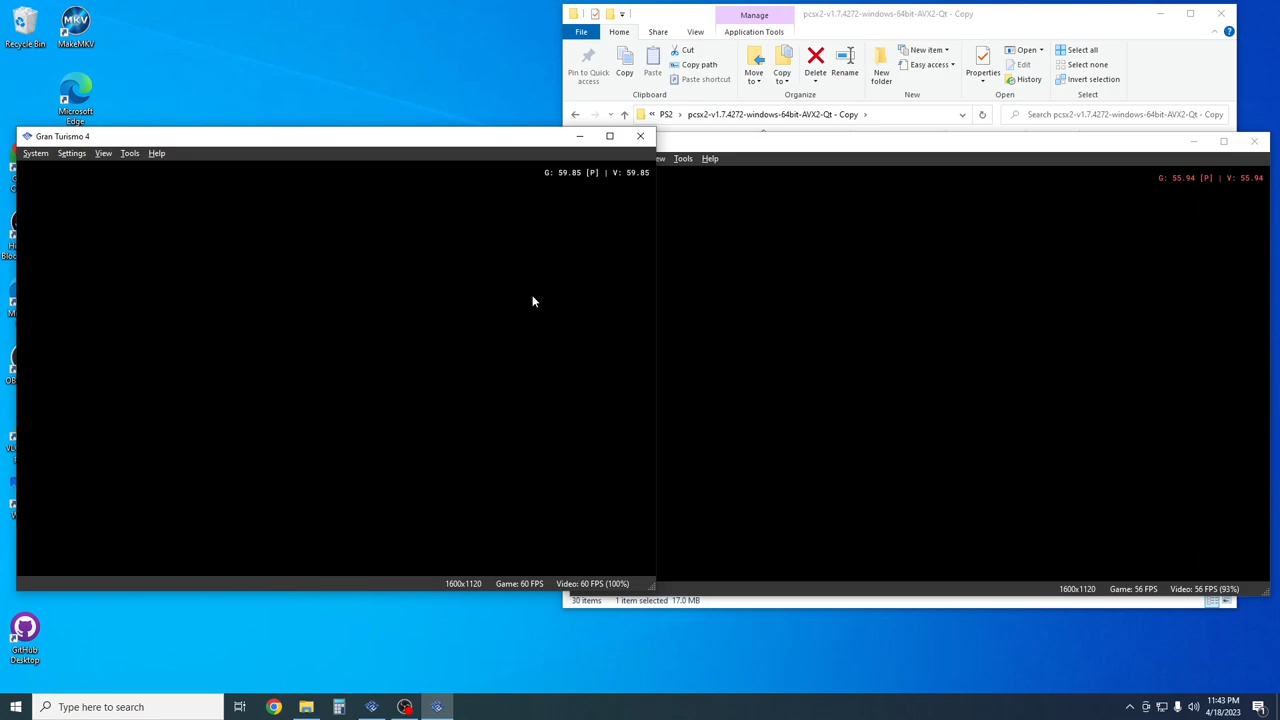 Recycle Bin
MakeMKV
Microsoft
Edge
Manage
pcsx2-v1.7.4272-windows-64bit-AVX2-Qt - Copy
File
Home
Share
View
Application Tools
Pin to Quick
access
Copy
Paste
Cut
Copy path
Paste shortcut
Clipboard
Move
to
Copy
to
Delete
Rename
Organize
New
folder
New item
Easy access
New
Properties
Open
Edit
History
Open
Select all
Select none
Invert selection
Select
« PS2 > pcsx2-v1.7.4272-windows-64bit-AVX2-Qt - Copy >
Search pcsx2-v1.7.4272-windows-64bit-AVX2-Qt - Copy
Gran Turismo 4
System Settings View Tools Help
G: 59.85 [P] | V: 59.85
ew Tools Help
G: 55.94 [P] | V: 55.94
1600x1120 Game: 60 FPS Video: 60 FPS (100%)
1600x1120 Game: 56 FPS Video: 56 FPS (93%)
30 items 1 item selected 17.0 MB
GitHub
Desktop
Type here to search
11:43 PM
4/18/2023